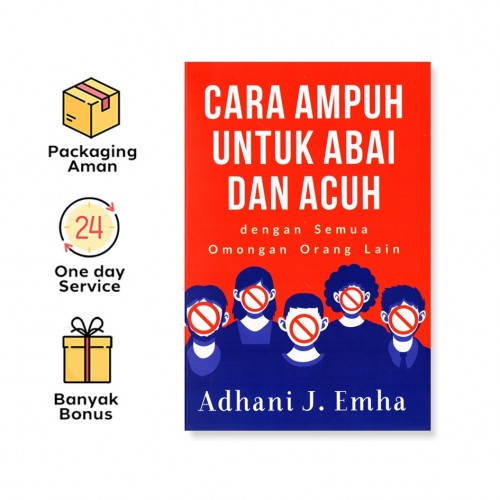 Packaging
Aman
24
One day
Service
Banyak
Bonus
CARA AMPUH
UNTUK ABAI
DAN ACUH
dengan Semua
Omongan Orang Lain
Adhani J. Emha